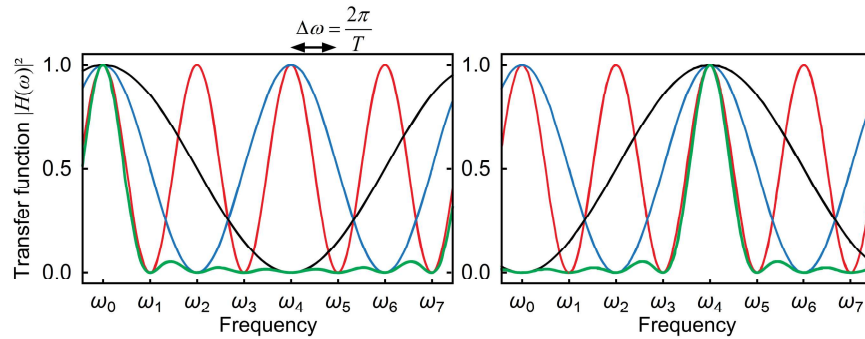 Δω = 2π/T
Transfer function |H(ω)|²
1.0
0.5
0.0
ω₀ ω₁ ω₂ ω₃ ω₄ ω₅ ω₆ ω₇
Frequency
1.0
0.5
0.0
ω₀ ω₁ ω₂ ω₃ ω₄ ω₅ ω₆ ω₇
Frequency